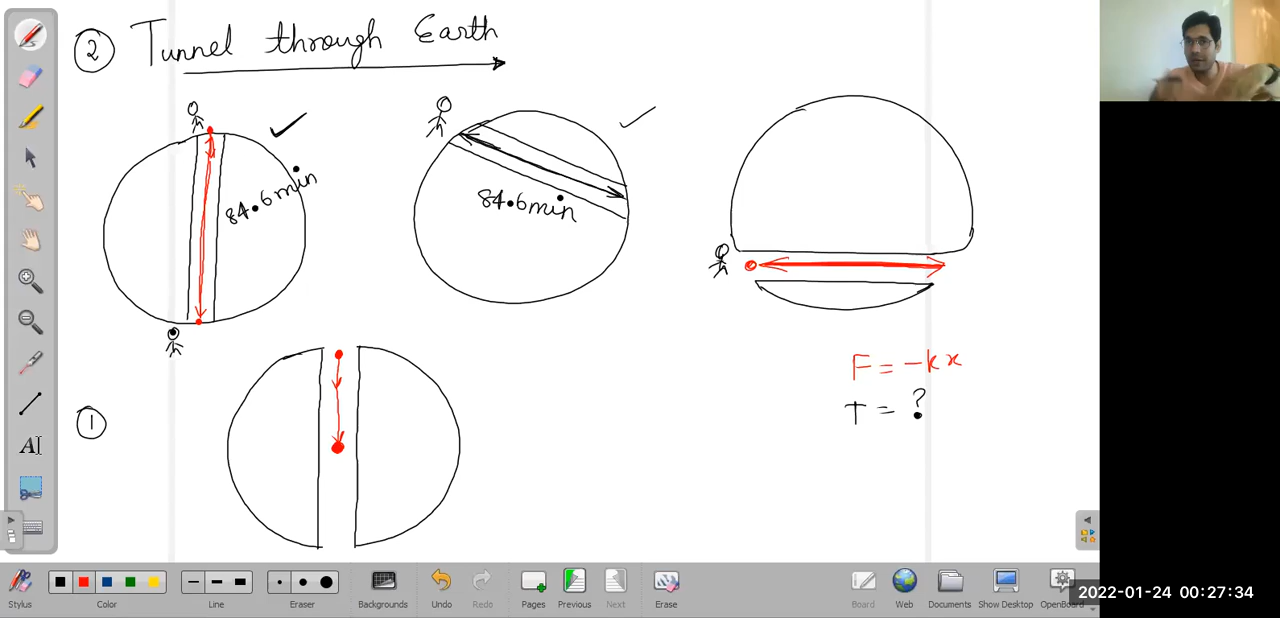 ② Tunnel through Earth
84.6 min
84.6 min
F = -kx
T = ?
①
AI
Stylus
Color
Line
Eraser
Backgrounds
Undo
Redo
Pages
Previous
Next
Erase
Board
Web
Documents
Show Desktop
OpenBoard
2022-01-24 00:27:34